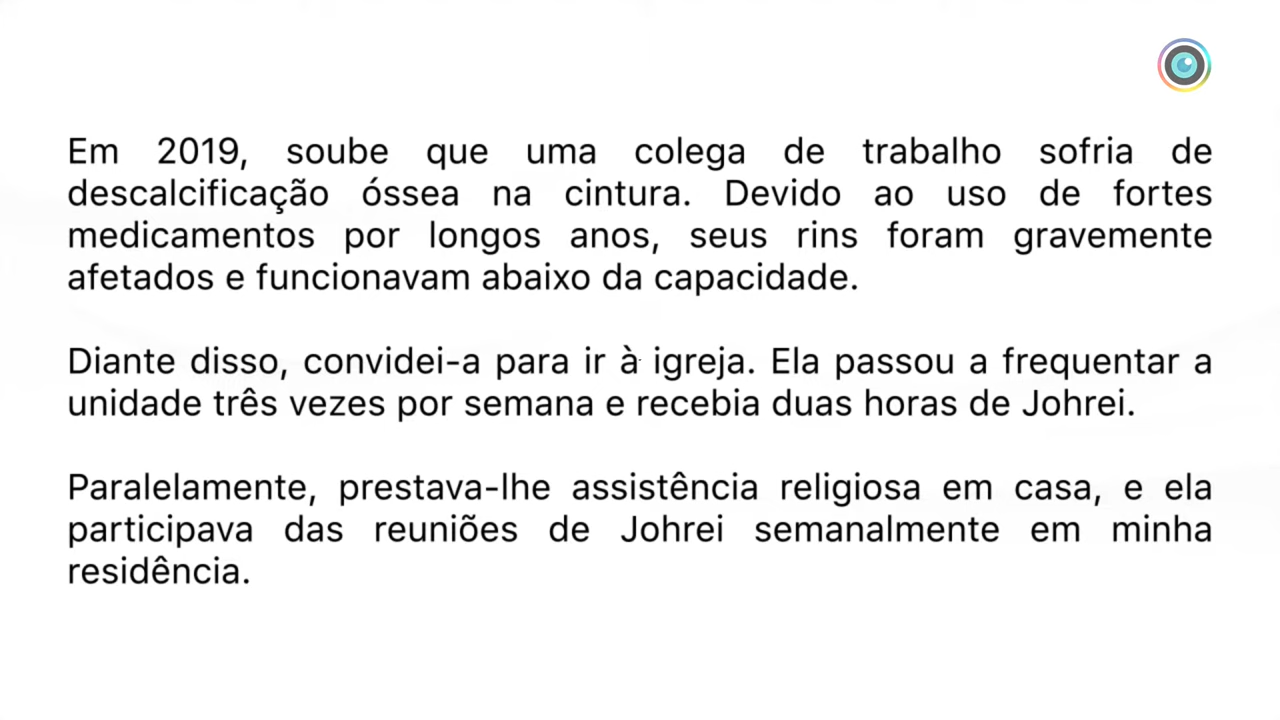 Em 2019, soube que uma colega de trabalho sofria de
descalcificação óssea na cintura. Devido ao uso de fortes
medicamentos por longos anos, seus rins foram gravemente
afetados e funcionavam abaixo da capacidade.
Diante disso, convidei-a para ir à igreja. Ela passou a frequentar a
unidade três vezes por semana e recebia duas horas de Johrei.
Paralelamente, prestava-lhe assistência religiosa em casa, e ela
participava das reuniões de Johrei semanalmente em minha
residência.